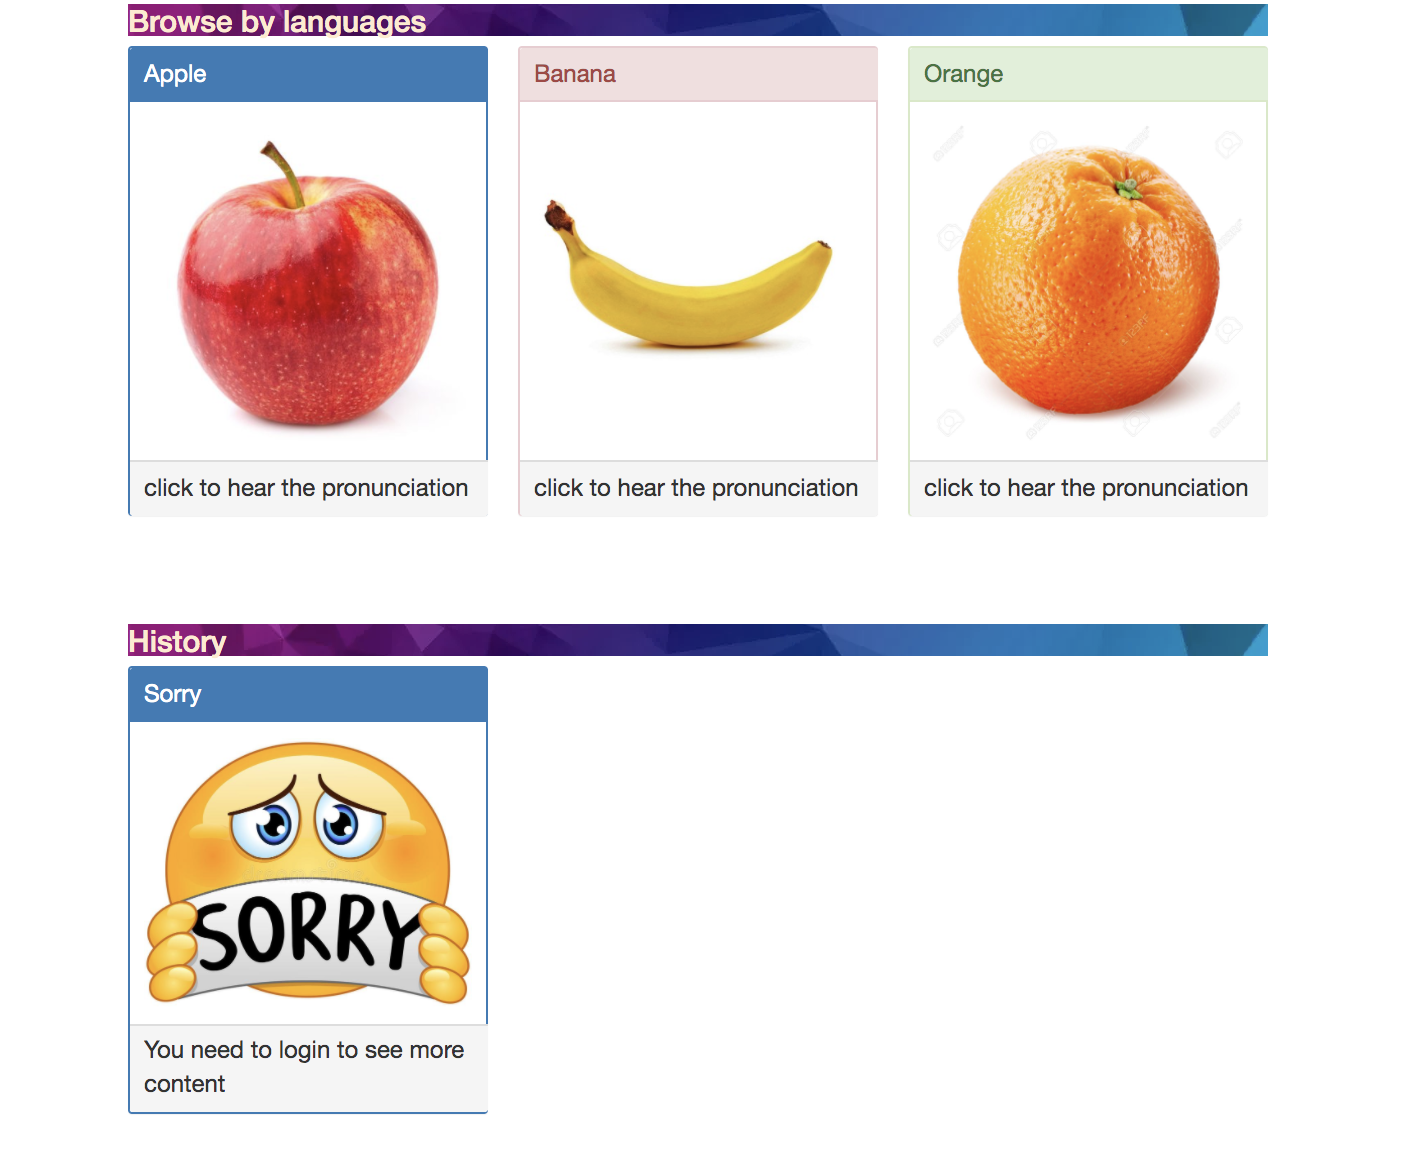 Browse by languages
Apple
Banana
Orange
click to hear the pronunciation
click to hear the pronunciation
click to hear the pronunciation
History
Sorry
SORRY
You need to login to see more
content